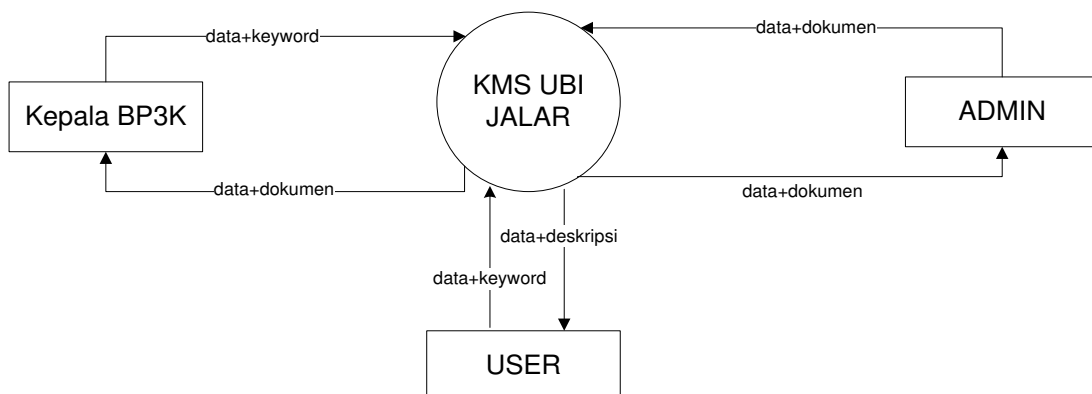 data+keyword
data+dokumen
KMS UBI
JALAR
Kepala BP3K
ADMIN
data+dokumen
data+dokumen
data+deskripsi
data+keyword
USER